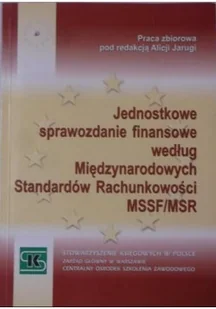 Praca zbiorowa
pod redakcją Alicji Jarugi
Jednostkowe
sprawozdanie finansowe
według
Międzynarodowych
Standardów Rachunkowości
MSSF/MSR
STOWARZYSZENIE KSIĘGOWYCH W POLSCE
ZARZĄD GŁÓWNY W WARSZAWIE
CENTRALNY OŚRODEK SZKOLENIA ZAWODOWEGO